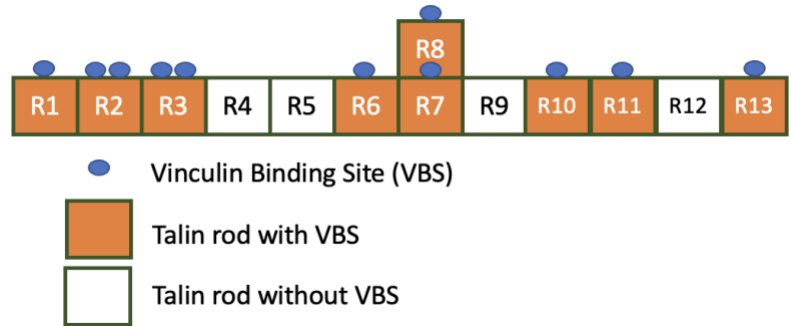 R8
R1 R2 R3 R4 R5 R6 R7 R9 R10 R11 R12 R13
Vinculin Binding Site (VBS)
Talin rod with VBS
Talin rod without VBS